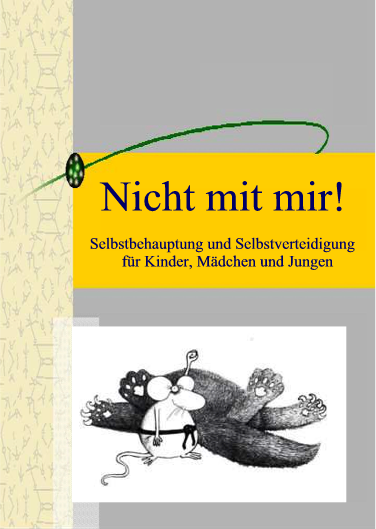 Nicht mit mir!
Selbstbehauptung und Selbstverteidigung
für Kinder, Mädchen und Jungen